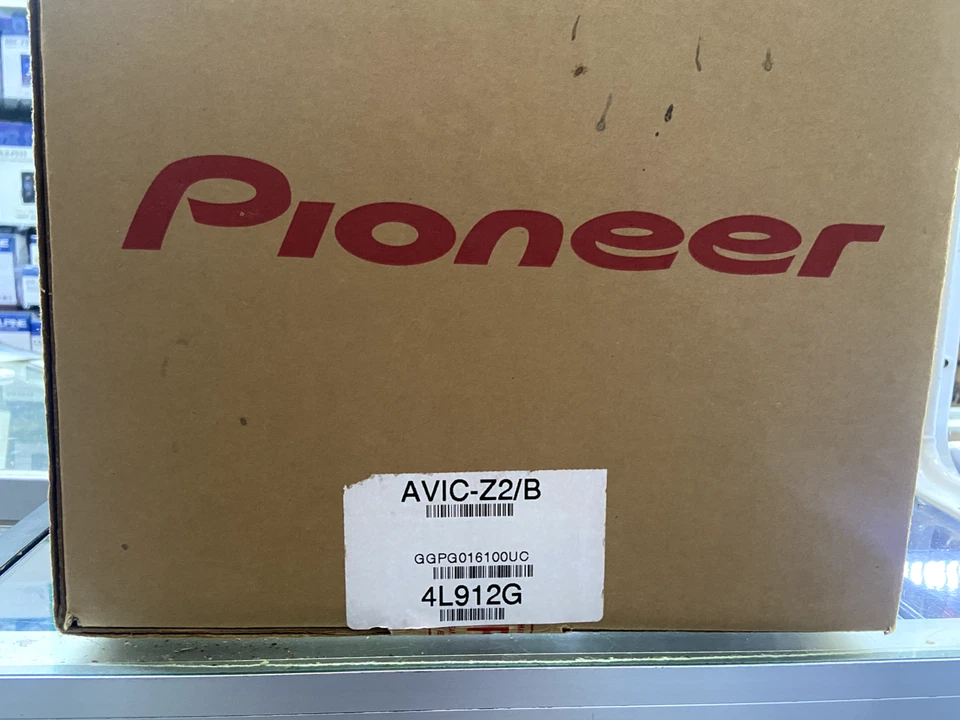 Pioneer
AVIC-Z2/B
GGPG016100UC
4L912G